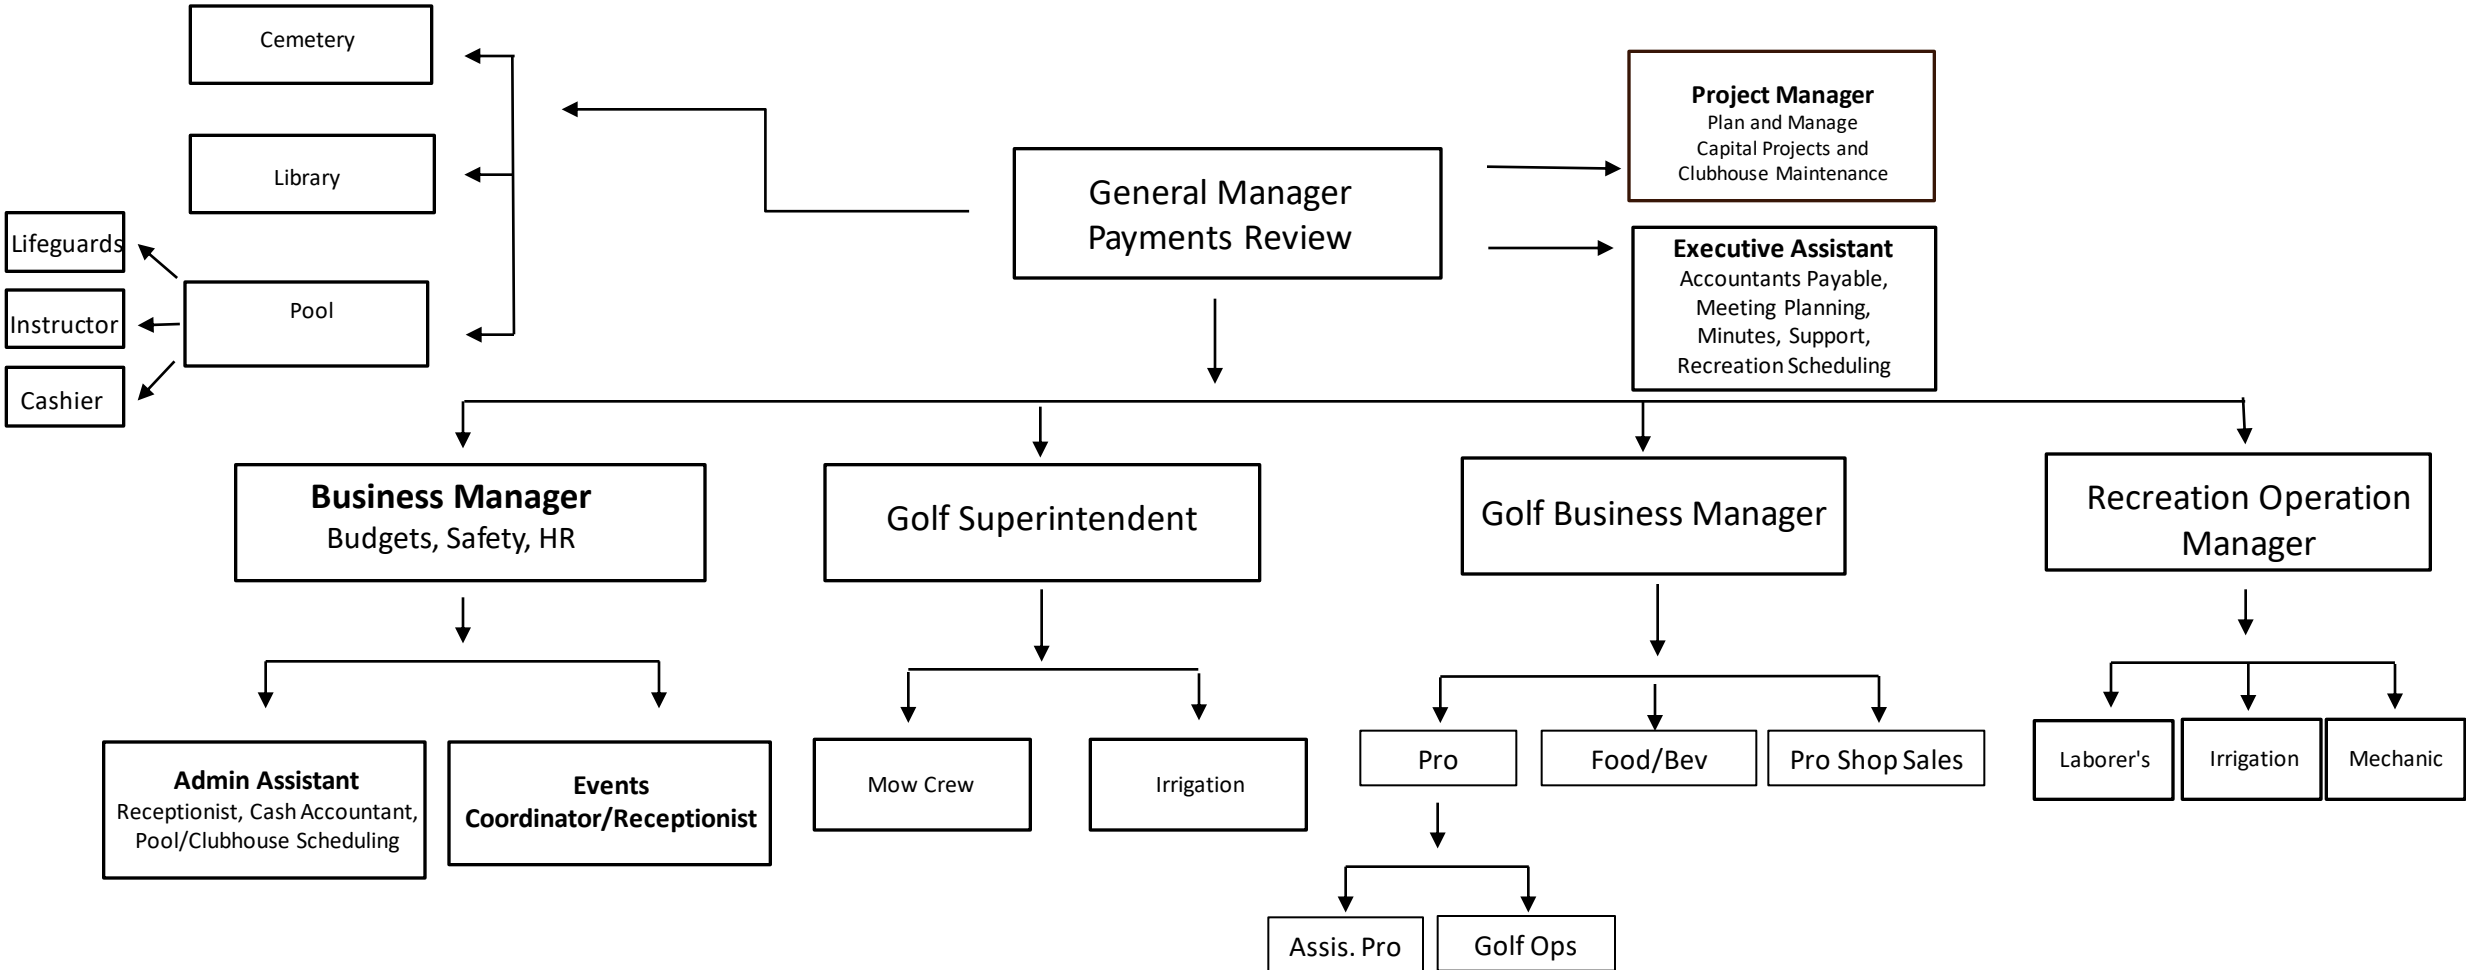 Cemetery
Library
Lifeguards
Pool
Instructor
Cashier
General Manager
Payments Review
Project Manager
Plan and Manage
Capital Projects and
Clubhouse Maintenance
Executive Assistant
Accountants Payable,
Meeting Planning,
Minutes, Support,
Recreation Scheduling
Business Manager
Budgets, Safety, HR
Golf Superintendent
Golf Business Manager
Recreation Operation
Manager
Admin Assistant
Receptionist, Cash Accountant,
Pool/Clubhouse Scheduling
Events
Coordinator/Receptionist
Mow Crew
Irrigation
Pro
Food/Bev
Pro Shop Sales
Laborer's
Irrigation
Mechanic
Assis. Pro
Golf Ops